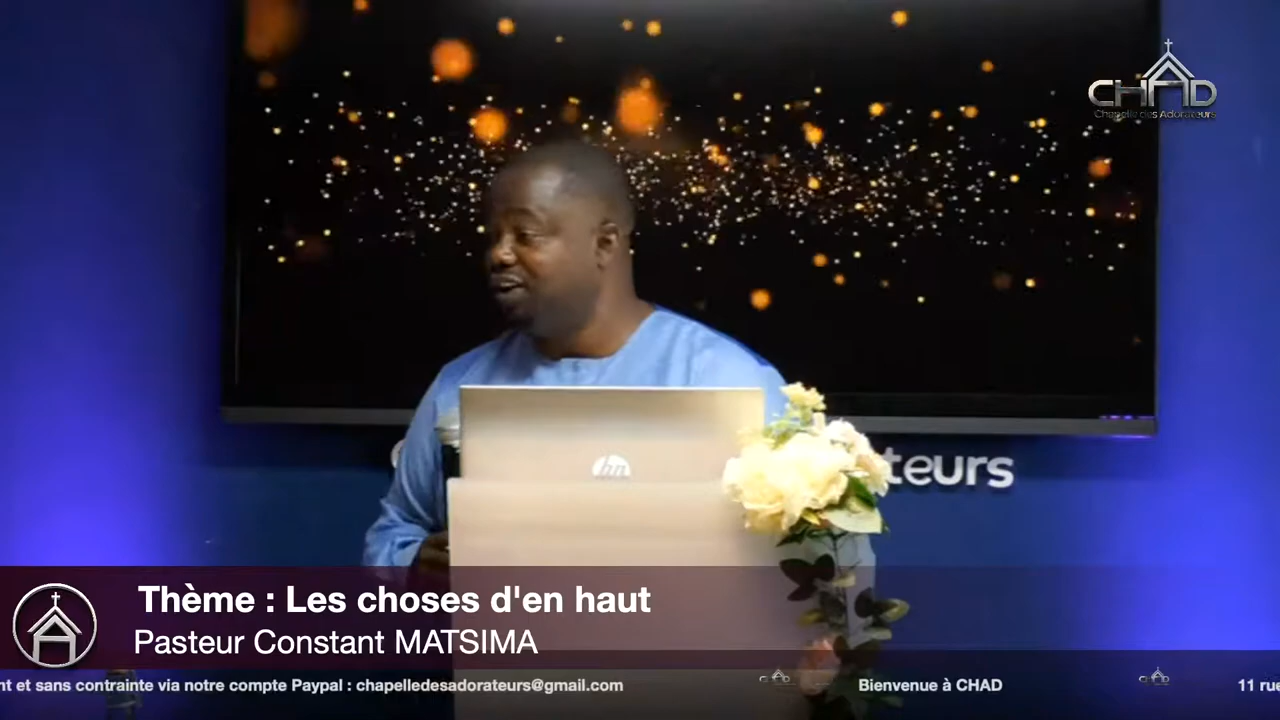 CHAD
Chapelle des Adorateurs
hp
teurs
Thème : Les choses d'en haut
Pasteur Constant MATSIMA
nt et sans contrainte via notre compte Paypal : chapelledesadorateurs@gmail.com
Bienvenue à CHAD
11 rue